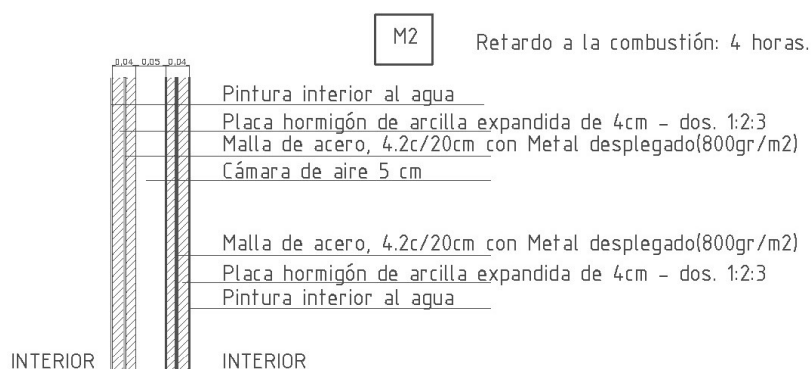 M2
Retardo a la combustión: 4 horas.
0,04 0,05 0,04
Pintura interior al agua
Placa hormigón de arcilla expandida de 4cm - dos. 1:2:3
Malla de acero, 4.2c/20cm con Metal desplegado(800gr/m2)
Cámara de aire 5 cm
Malla de acero, 4.2c/20cm con Metal desplegado(800gr/m2)
Placa hormigón de arcilla expandida de 4cm - dos. 1:2:3
Pintura interior al agua
INTERIOR INTERIOR